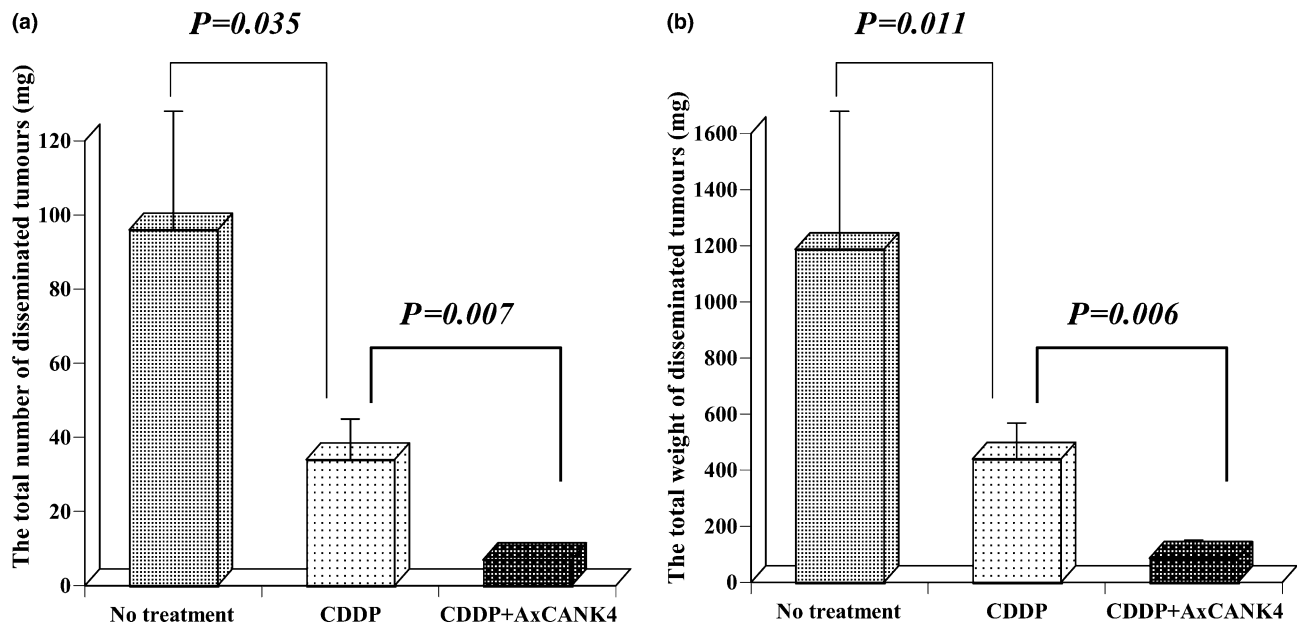 (a)
P=0.035
The total number of disseminated tumours (mg)
120
100
80
60
40
20
0
P=0.007
No treatment
CDDP
CDDP+AxCANK4
(b)
P=0.011
The total weight of disseminated tumours (mg)
1600
1400
1200
1000
800
600
400
200
0
P=0.006
No treatment
CDDP
CDDP+AxCANK4